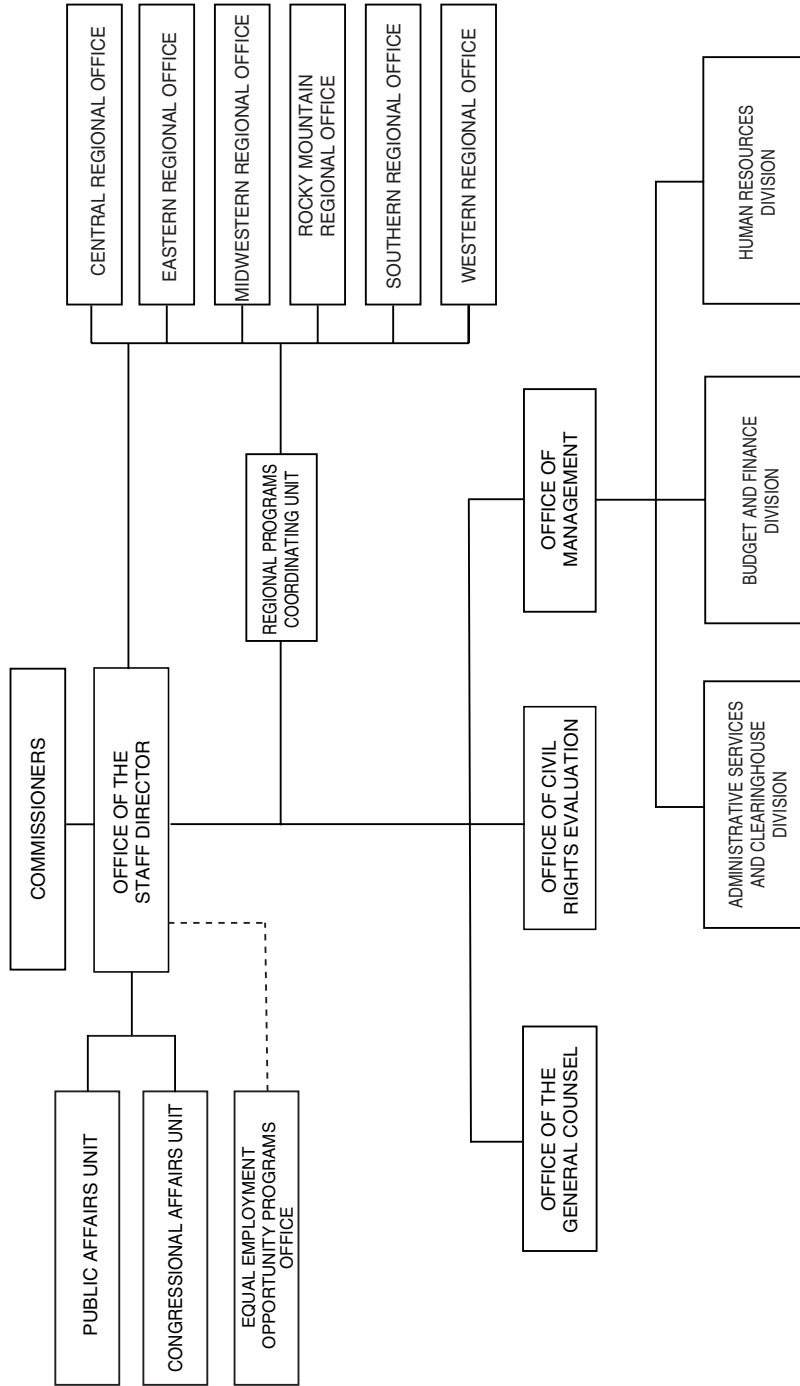 COMMISSIONERS
OFFICE OF THE
STAFF DIRECTOR
PUBLIC AFFAIRS UNIT
CONGRESSIONAL AFFAIRS UNIT
EQUAL EMPLOYMENT
OPPORTUNITY PROGRAMS
OFFICE
CENTRAL REGIONAL OFFICE
EASTERN REGIONAL OFFICE
MIDWESTERN REGIONAL OFFICE
ROCKY MOUNTAIN
REGIONAL OFFICE
SOUTHERN REGIONAL OFFICE
WESTERN REGIONAL OFFICE
REGIONAL PROGRAMS
COORDINATING UNIT
OFFICE OF THE
GENERAL COUNSEL
OFFICE OF CIVIL
RIGHTS EVALUATION
OFFICE OF
MANAGEMENT
ADMINISTRATIVE SERVICES
AND CLEARINGHOUSE
DIVISION
BUDGET AND FINANCE
DIVISION
HUMAN RESOURCES
DIVISION